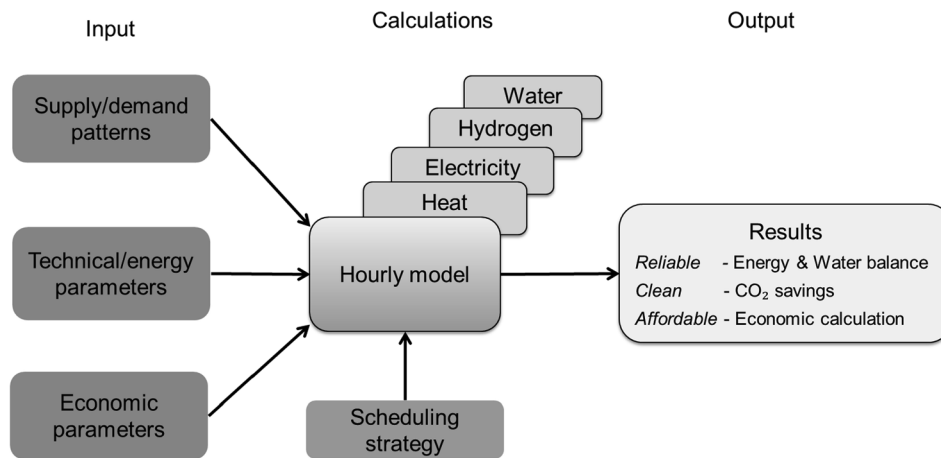 Input
Calculations
Output
Supply/demand
patterns
Technical/energy
parameters
Economic
parameters
Water
Hydrogen
Electricity
Heat
Hourly model
Scheduling
strategy
Results
Reliable - Energy & Water balance
Clean - CO₂ savings
Affordable - Economic calculation